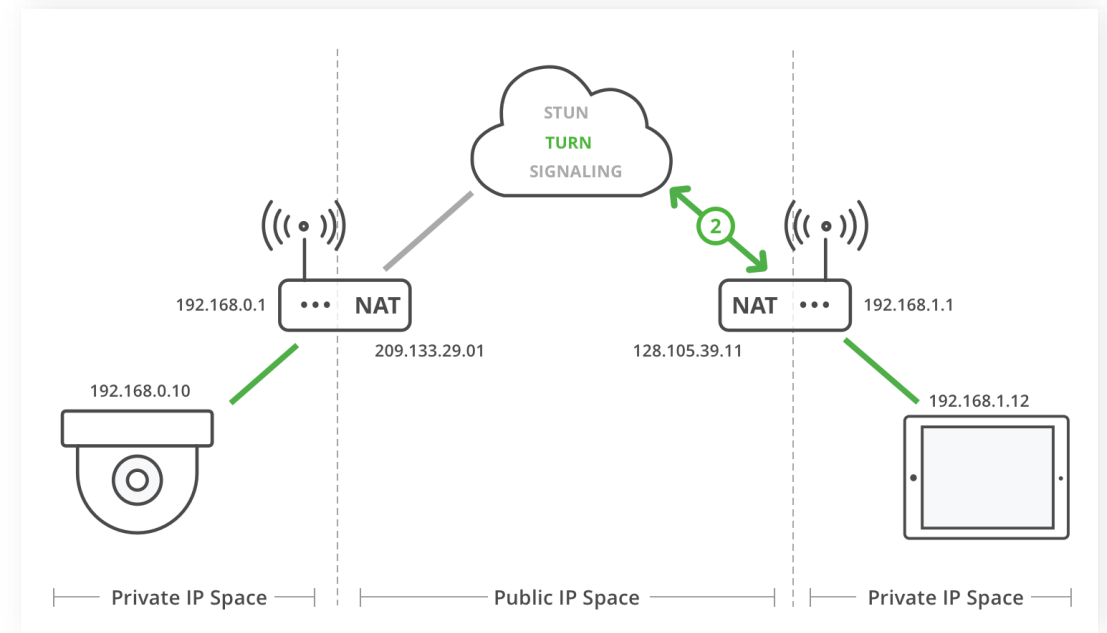 STUN
TURN
SIGNALING
2
192.168.0.1
••• NAT
NAT •••
192.168.1.1
209.133.29.01
128.105.39.11
192.168.0.10
192.168.1.12
Private IP Space
Public IP Space
Private IP Space